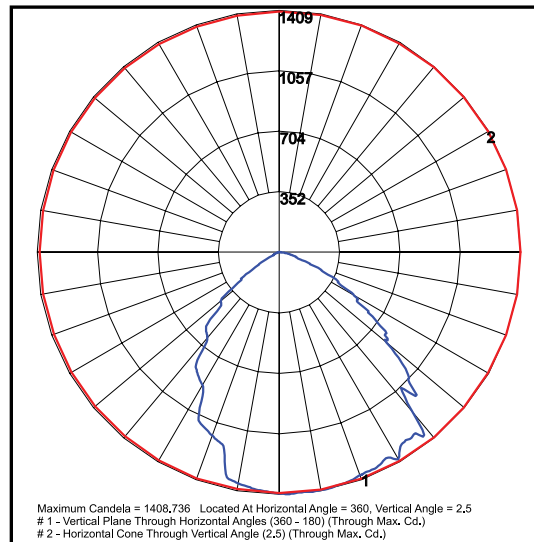 1409
1057
704
2
352
1
Maximum Candela = 1408.736 Located At Horizontal Angle = 360, Vertical Angle = 2.5
# 1 - Vertical Plane Through Horizontal Angles (360 - 180) (Through Max. Cd.)
# 2 - Horizontal Cone Through Vertical Angle (2.5) (Through Max. Cd.)